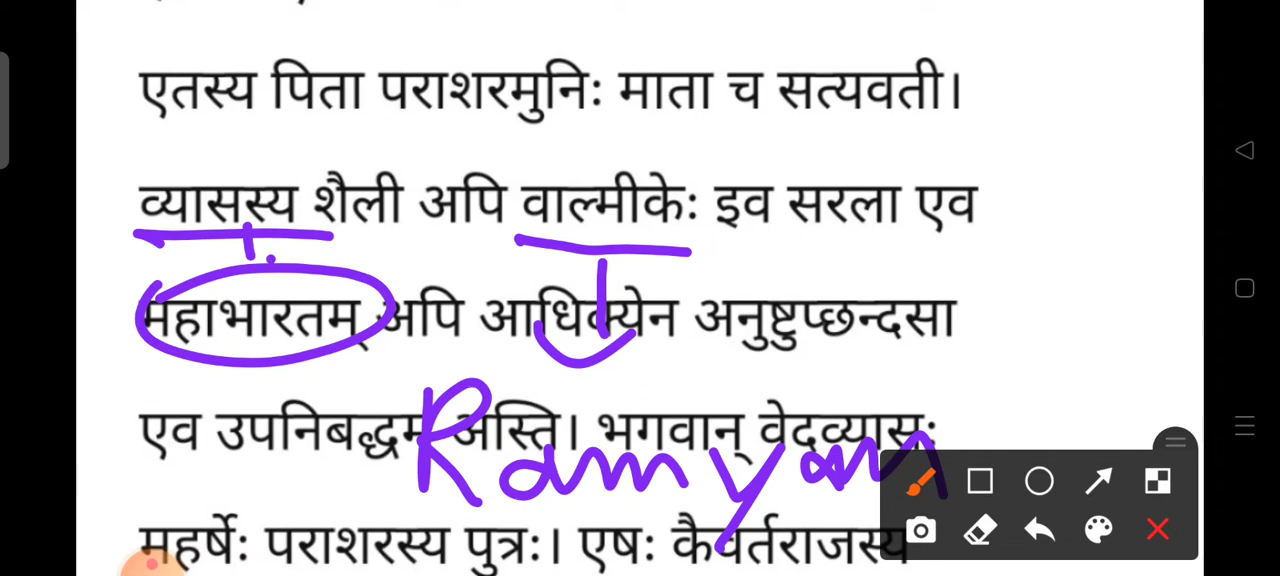 एतस्य पिता पराशरमुनिः माता च सत्यवती।
व्यासस्य शैली अपि वाल्मीकेः इव सरला एव
महाभारतम् अपि आधिक्येन अनुष्टुप्छन्दसा
एव उपनिबद्धम् अस्ति। भगवान् वेदव्यासः
Ramyam
महर्षेः पराशरस्य पुत्रः। एषः कैवर्तराजस्य